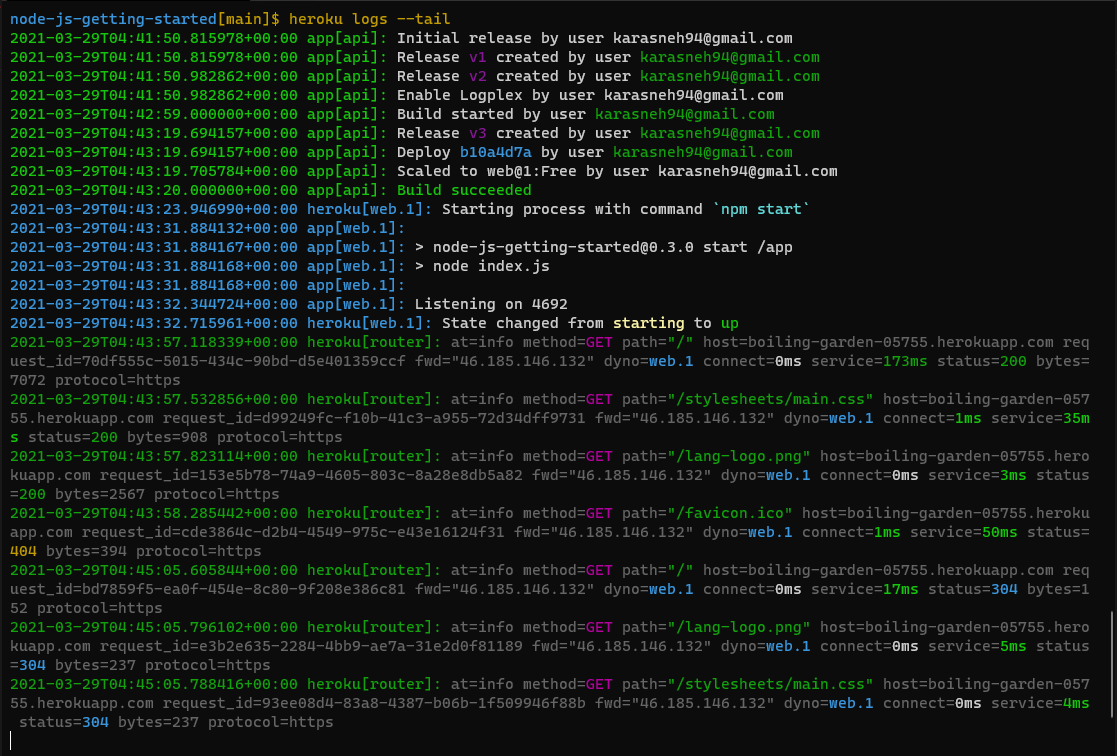 node-js-getting-started[main]$ heroku logs --tail
2021-03-29T04:41:50.815978+00:00 app[api]: Initial release by user karasneh94@gmail.com
2021-03-29T04:41:50.815978+00:00 app[api]: Release v1 created by user karasneh94@gmail.com
2021-03-29T04:41:50.982862+00:00 app[api]: Release v2 created by user karasneh94@gmail.com
2021-03-29T04:41:50.982862+00:00 app[api]: Enable Logplex by user karasneh94@gmail.com
2021-03-29T04:42:59.000000+00:00 app[api]: Build started by user karasneh94@gmail.com
2021-03-29T04:43:19.694157+00:00 app[api]: Release v3 created by user karasneh94@gmail.com
2021-03-29T04:43:19.694157+00:00 app[api]: Deploy b10a4d7a by user karasneh94@gmail.com
2021-03-29T04:43:19.705784+00:00 app[api]: Scaled to web@1:Free by user karasneh94@gmail.com
2021-03-29T04:43:20.000000+00:00 app[api]: Build succeeded
2021-03-29T04:43:23.946990+00:00 heroku[web.1]: Starting process with command `npm start`
2021-03-29T04:43:31.884132+00:00 app[web.1]:
2021-03-29T04:43:31.884167+00:00 app[web.1]: > node-js-getting-started@0.3.0 start /app
2021-03-29T04:43:31.884168+00:00 app[web.1]: > node index.js
2021-03-29T04:43:31.884168+00:00 app[web.1]:
2021-03-29T04:43:32.344724+00:00 app[web.1]: Listening on 4692
2021-03-29T04:43:32.715961+00:00 heroku[web.1]: State changed from starting to up
2021-03-29T04:43:57.118339+00:00 heroku[router]: at=info method=GET path="/" host=boiling-garden-05755.herokuapp.com req
uest_id=70df555c-5015-434c-90bd-d5e401359ccf fwd="46.185.146.132" dyno=web.1 connect=0ms service=173ms status=200 bytes=
7072 protocol=https
2021-03-29T04:43:57.532856+00:00 heroku[router]: at=info method=GET path="/stylesheets/main.css" host=boiling-garden-057
55.herokuapp.com request_id=d99249fc-f10b-41c3-a955-72d34dff9731 fwd="46.185.146.132" dyno=web.1 connect=1ms service=35m
s status=200 bytes=908 protocol=https
2021-03-29T04:43:57.823114+00:00 heroku[router]: at=info method=GET path="/lang-logo.png" host=boiling-garden-05755.hero
kuapp.com request_id=153e5b78-74a9-4605-803c-8a28e8db5a82 fwd="46.185.146.132" dyno=web.1 connect=0ms service=3ms status
=200 bytes=2567 protocol=https
2021-03-29T04:43:58.285442+00:00 heroku[router]: at=info method=GET path="/favicon.ico" host=boiling-garden-05755.heroku
app.com request_id=cde3864c-d2b4-4549-975c-e43e16124f31 fwd="46.185.146.132" dyno=web.1 connect=1ms service=50ms status=
404 bytes=394 protocol=https
2021-03-29T04:45:05.605844+00:00 heroku[router]: at=info method=GET path="/" host=boiling-garden-05755.herokuapp.com req
uest_id=bd7859f5-ea0f-454e-8c80-9f208e386c81 fwd="46.185.146.132" dyno=web.1 connect=0ms service=17ms status=304 bytes=1
52 protocol=https
2021-03-29T04:45:05.796102+00:00 heroku[router]: at=info method=GET path="/lang-logo.png" host=boiling-garden-05755.hero
kuapp.com request_id=e3b2e635-2284-4bb9-ae7a-31e2d0f81189 fwd="46.185.146.132" dyno=web.1 connect=0ms service=5ms status
=304 bytes=237 protocol=https
2021-03-29T04:45:05.788416+00:00 heroku[router]: at=info method=GET path="/stylesheets/main.css" host=boiling-garden-057
55.herokuapp.com request_id=93ee08d4-83a8-4387-b06b-1f509946f88b fwd="46.185.146.132" dyno=web.1 connect=0ms service=4ms
status=304 bytes=237 protocol=https